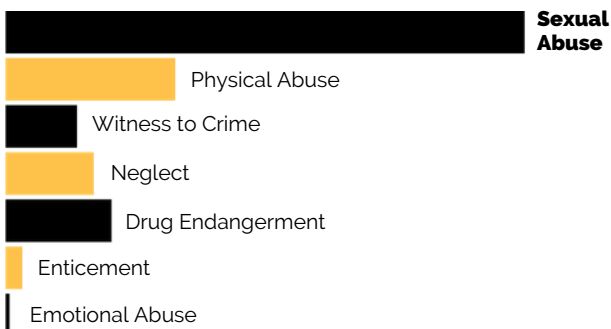 Sexual
Abuse
Physical Abuse
Witness to Crime
Neglect
Drug Endangerment
Enticement
Emotional Abuse